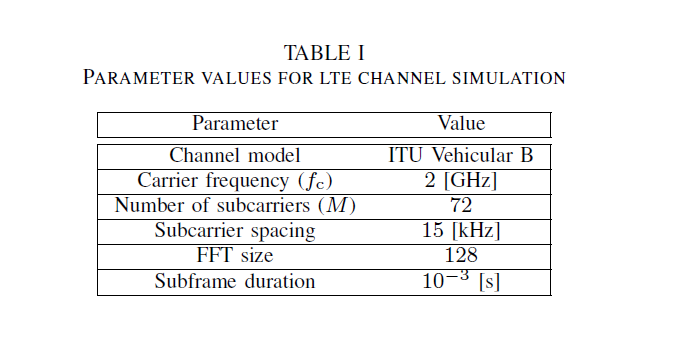 TABLE I
PARAMETER VALUES FOR LTE CHANNEL SIMULATION
Parameter Value
Channel model ITU Vehicular B
Carrier frequency (f_c) 2 [GHz]
Number of subcarriers (M) 72
Subcarrier spacing 15 [kHz]
FFT size 128
Subframe duration 10^{-3} [s]